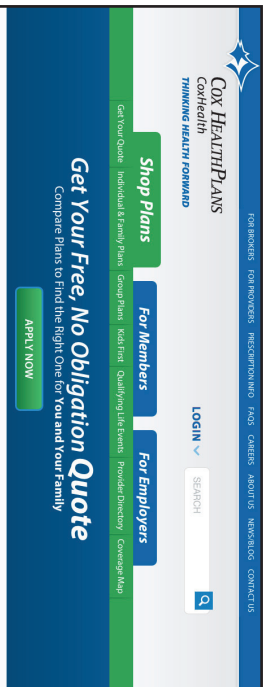 FOR BROKERS FOR PROVIDERS PRESCRIPTION INFO FAQS CAREERS ABOUT US NEWS/BLOG CONTACT US
COX HEALTHPLANS
CoxHealth
THINKING HEALTH FORWARD
LOGIN
SEARCH
Shop Plans For Members For Employers
Get Your Quote Individual & Family Plans Group Plans Kids First Qualifying Life Events Provider Directory Coverage Map
Get Your Free, No Obligation Quote
Compare Plans to Find the Right One for You and Your Family
APPLY NOW